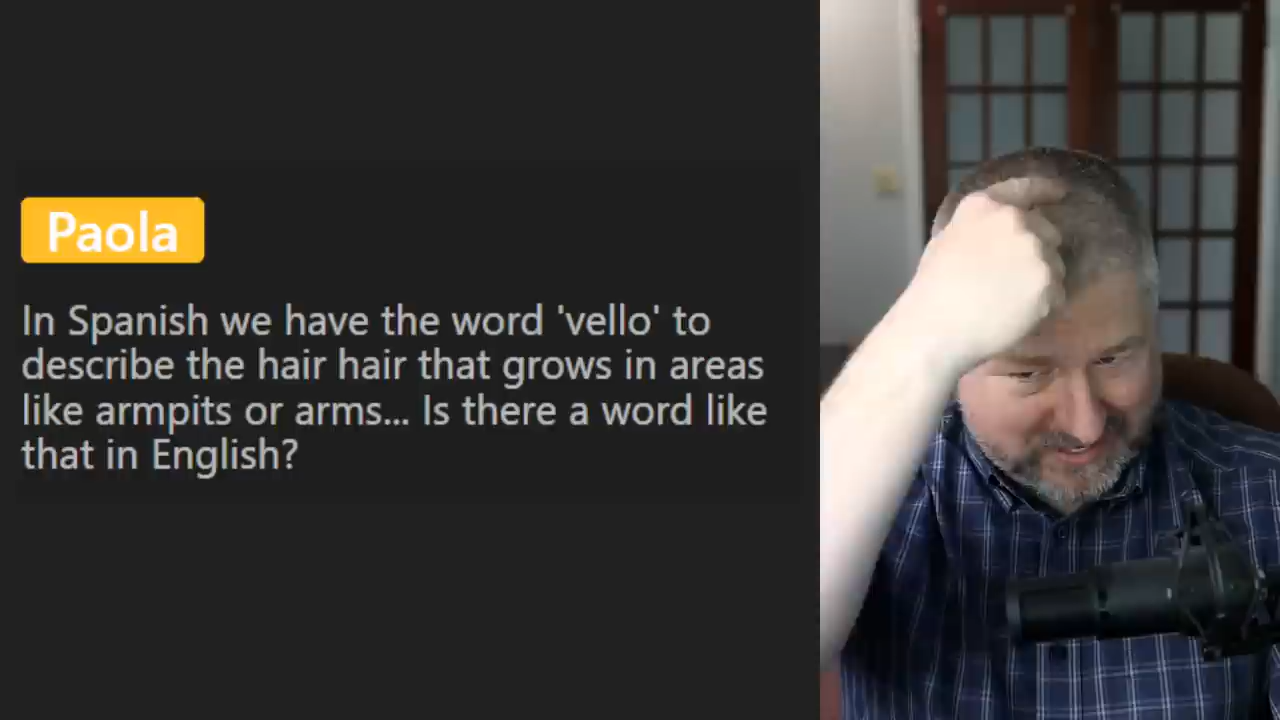 Paola
In Spanish we have the word 'vello' to
describe the hair hair that grows in areas
like armpits or arms... Is there a word like
that in English?